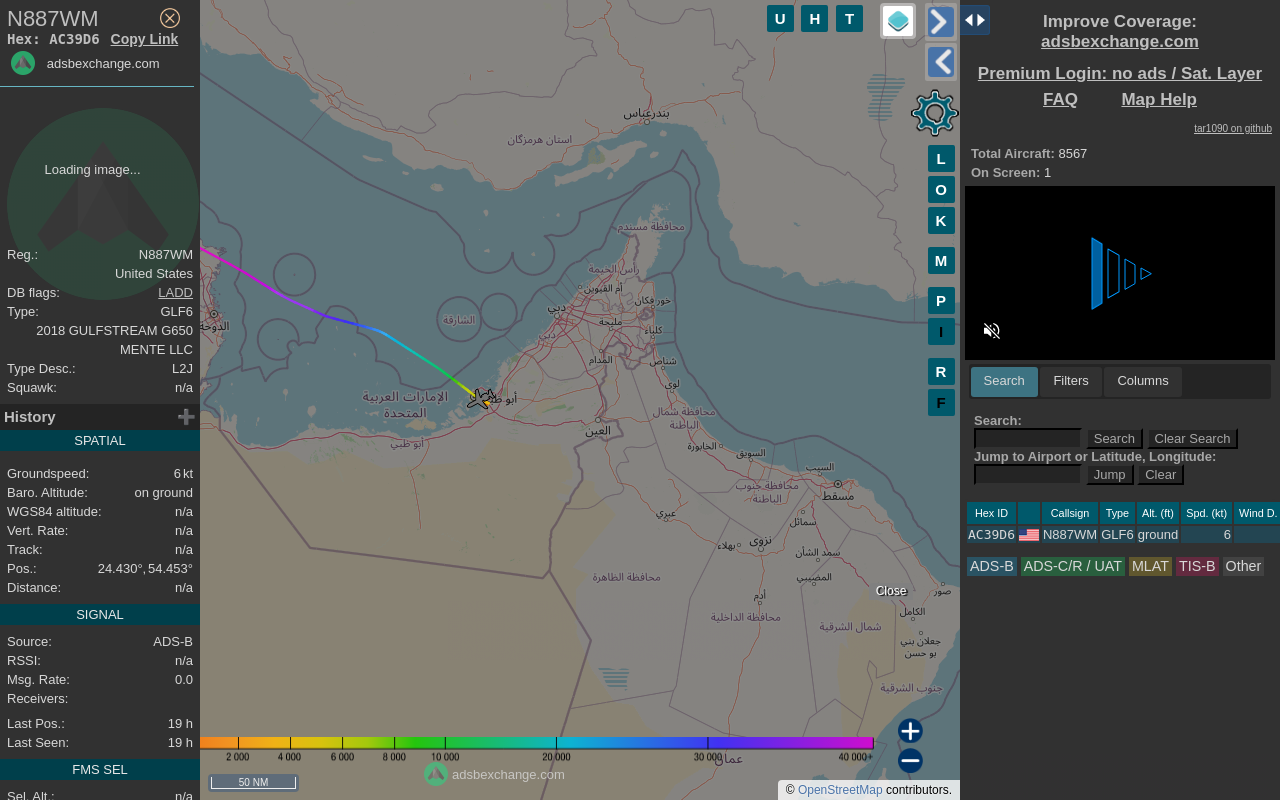 N887WM
Hex: AC39D6 Copy Link
adsbexchange.com
Loading image...
Reg.: N887WM
United States
DB flags: LADD
Type: GLF6
2018 GULFSTREAM G650
MENTE LLC
Type Desc.: L2J
Squawk: n/a
History
SPATIAL
Groundspeed: 6 kt
Baro. Altitude: on ground
WGS84 altitude: n/a
Vert. Rate: n/a
Track: n/a
Pos.: 24.430°, 54.453°
Distance: n/a
SIGNAL
Source: ADS-B
RSSI: n/a
Msg. Rate: 0.0
Receivers:
Last Pos.: 19 h
Last Seen: 19 h
FMS SEL
Sel. Alt.: n/a
U H T
L
O
K
M
P
I
R
F
بندرعباس
استان هرمزگان
محافظة مسندم
رأس الخيمة
أم القيوين
خور فكان
دبي
مليحة
الشارقة
دبي
كلباء
المدام
شناص
لوى
الدوحة
الإمارات العربية
المتحدة
أبو ظبي
محافظة شمال
الباطنة
العين
أبو ظبي
الخابورة
السويق
السيب
محافظة جنوب
الباطنة
مسقط
عبري
سمائل
نزوى
بهلاء
سمد الشأن
محافظة الظاهرة
المضيبي
Close
صور
أدم
الكامل
محافظة الداخلية
شمال الشرقية
جعلان بني
بو حسن
جنوب الشرقية
عمان
2 000 4 000 6 000 8 000 10 000 20 000 30 000 40 000+
adsbexchange.com
50 NM
© OpenStreetMap contributors.
Improve Coverage:
adsbexchange.com
Premium Login: no ads / Sat. Layer
FAQ Map Help
tar1090 on github
Total Aircraft: 8567
On Screen: 1
Search Filters Columns
Search:
Search Clear Search
Jump to Airport or Latitude, Longitude:
Jump Clear
Hex ID Callsign Type Alt. (ft) Spd. (kt) Wind D.
AC39D6 N887WM GLF6 ground 6
ADS-B ADS-C/R / UAT MLAT TIS-B Other